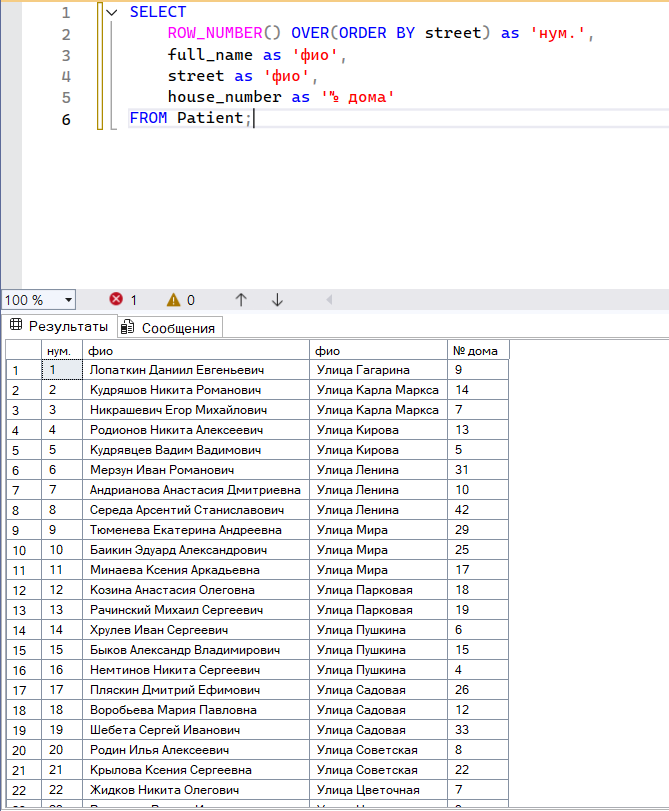 1 SELECT
2 ROW_NUMBER() OVER(ORDER BY street) as 'нум.',
3 full_name as 'фио',
4 street as 'фио',
5 house_number as '№ дома'
6 FROM Patient;
100 % 1 0
Результаты Сообщения
нум. фио фио № дома
1 1 Лопаткин Даниил Евгеньевич Улица Гагарина 9
2 2 Кудряшов Никита Романович Улица Карла Маркса 14
3 3 Никрашевич Егор Михайлович Улица Карла Маркса 7
4 4 Родионов Никита Алексеевич Улица Кирова 13
5 5 Кудрявцев Вадим Вадимович Улица Кирова 5
6 6 Мерзун Иван Романович Улица Ленина 31
7 7 Андрианова Анастасия Дмитриевна Улица Ленина 10
8 8 Середа Арсентий Станиславович Улица Ленина 42
9 9 Тюменева Екатерина Андреевна Улица Мира 29
10 10 Баикин Эдуард Александрович Улица Мира 25
11 11 Минаева Ксения Аркадьевна Улица Мира 17
12 12 Козина Анастасия Олеговна Улица Парковая 18
13 13 Рачинский Михаил Сергеевич Улица Парковая 19
14 14 Хрулев Иван Сергеевич Улица Пушкина 6
15 15 Быков Александр Владимирович Улица Пушкина 15
16 16 Немтинов Никита Сергеевич Улица Пушкина 4
17 17 Пляскин Дмитрий Ефимович Улица Садовая 26
18 18 Воробьева Мария Павловна Улица Садовая 12
19 19 Шебета Сергей Иванович Улица Садовая 33
20 20 Родин Илья Алексеевич Улица Советская 8
21 21 Крылова Ксения Сергеевна Улица Советская 22
22 22 Жидков Никита Олегович Улица Цветочная 7